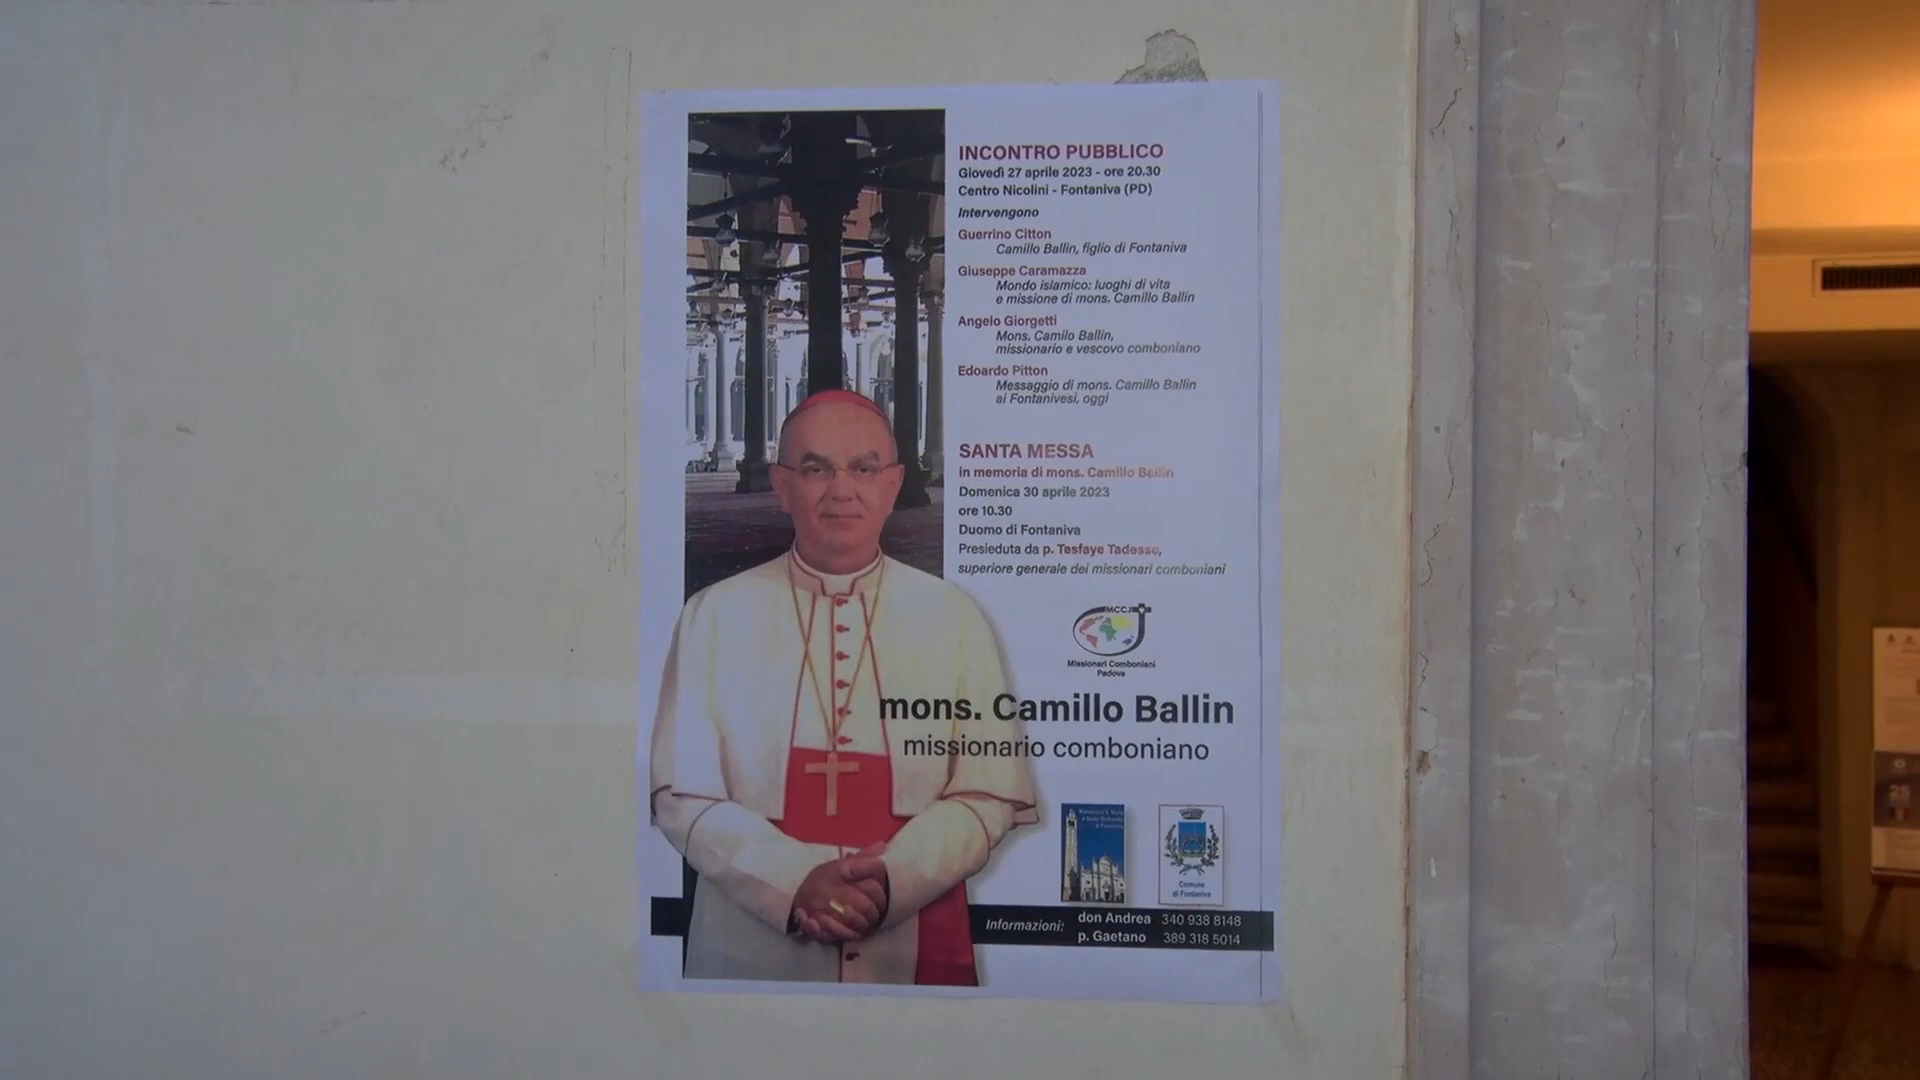 INCONTRO PUBBLICO
Giovedì 27 aprile 2023 - ore 20.30
Centro Nicolini - Fontaniva (PD)
Intervengono
Guerrino Citton
Camillo Ballin, figlio di Fontaniva
Giuseppe Caramazza
Mondo islamico: luoghi di vita
e missione di mons. Camillo Ballin
Angelo Giorgetti
Mons. Camilo Ballin,
missionario e vescovo comboniano
Edoardo Pitton
Messaggio di mons. Camillo Ballin
ai Fontanivesi, oggi
SANTA MESSA
in memoria di mons. Camillo Ballin
Domenica 30 aprile 2023
ore 10.30
Duomo di Fontaniva
Presieduta da p. Tesfaye Tadesse,
superiore generale dei missionari comboniani
MCCJ
Missionari Comboniani
Padova
mons. Camillo Ballin
missionario comboniano
Comune
di Fontaniva
Informazioni:
don Andrea 340 938 8148
p. Gaetano 389 318 5014
25